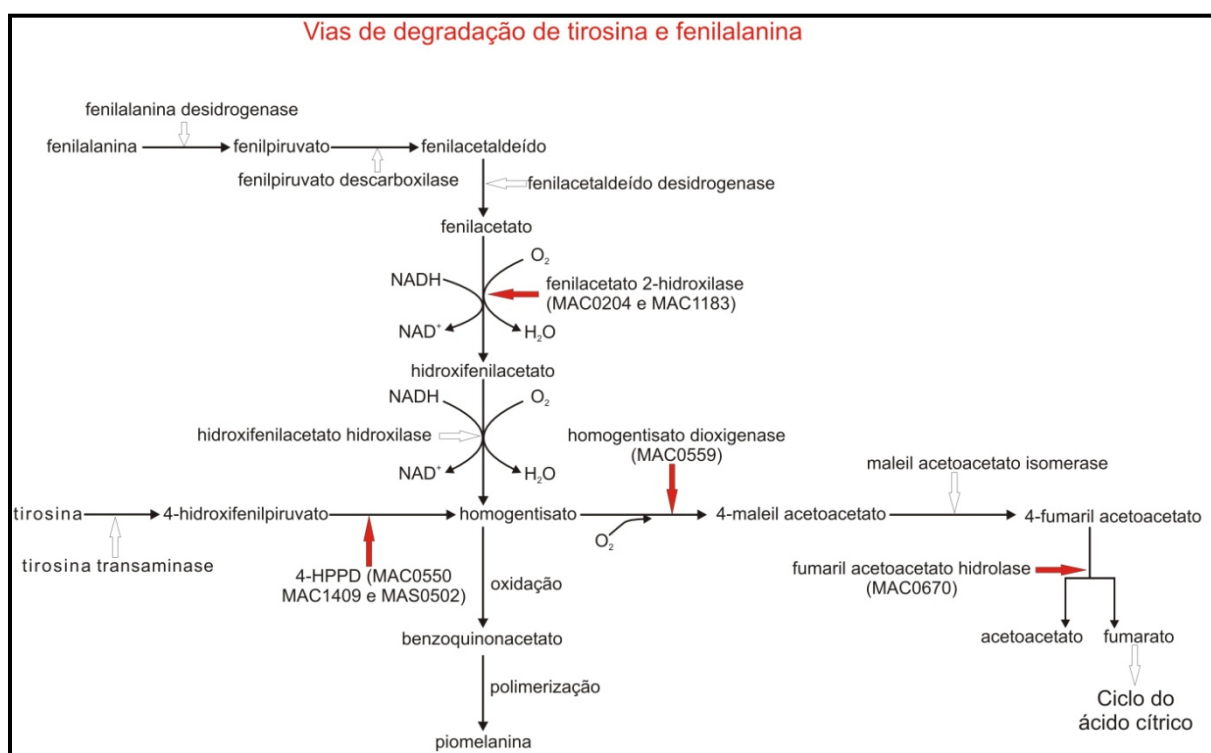 Vias de degradação de tirosina e fenilalanina
fenilalanina desidrogenase
fenilalanina
fenilpiruvato
fenilacetaldeído
fenilpiruvato descarboxilase
fenilacetaldeído desidrogenase
fenilacetato
NADH
O₂
fenilacetato 2-hidroxilase
(MAC0204 e MAC1183)
NAD⁺
H₂O
hidroxifenilacetato
NADH
O₂
hidroxifenilacetato hidroxilase
NAD⁺
H₂O
homogentisato dioxigenase
(MAC0559)
maleil acetoacetato isomerase
tirosina
4-hidroxifenilpiruvato
homogentisato
O₂
4-maleil acetoacetato
4-fumaril acetoacetato
tirosina transaminase
4-HPPD (MAC0550
MAC1409 e MAS0502)
oxidação
fumaril acetoacetato hidrolase
(MAC0670)
benzoquinonacetato
acetoacetato
fumarato
polimerização
Ciclo do
ácido cítrico
piomelanina